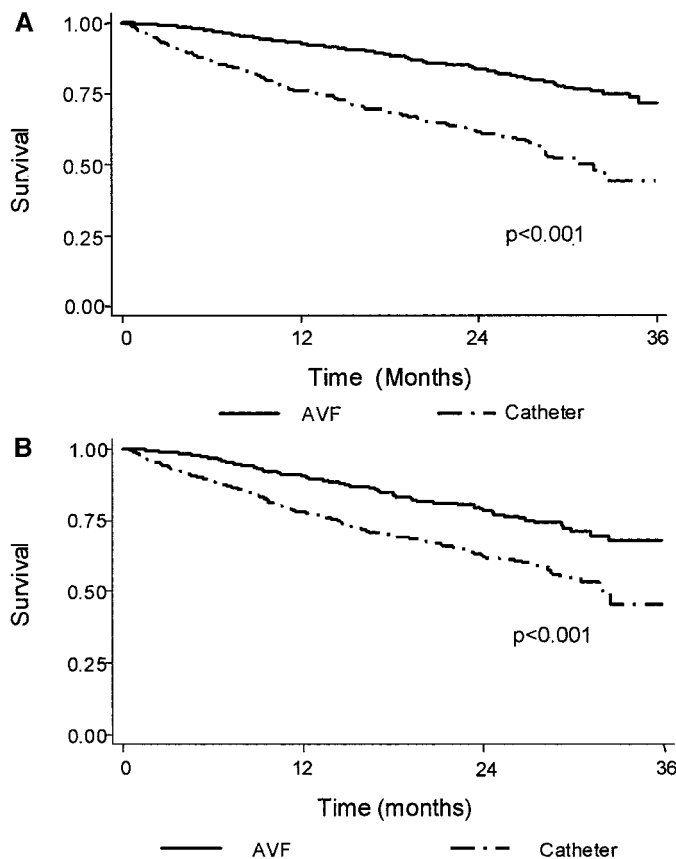 A
1.00
0.75
0.50
0.25
0.00
Survival
p<0.001
0 12 24 36
Time (Months)
AVF Catheter
B
1.00
0.75
0.50
0.25
0.00
Survival
p<0.001
0 12 24 36
Time (months)
AVF Catheter